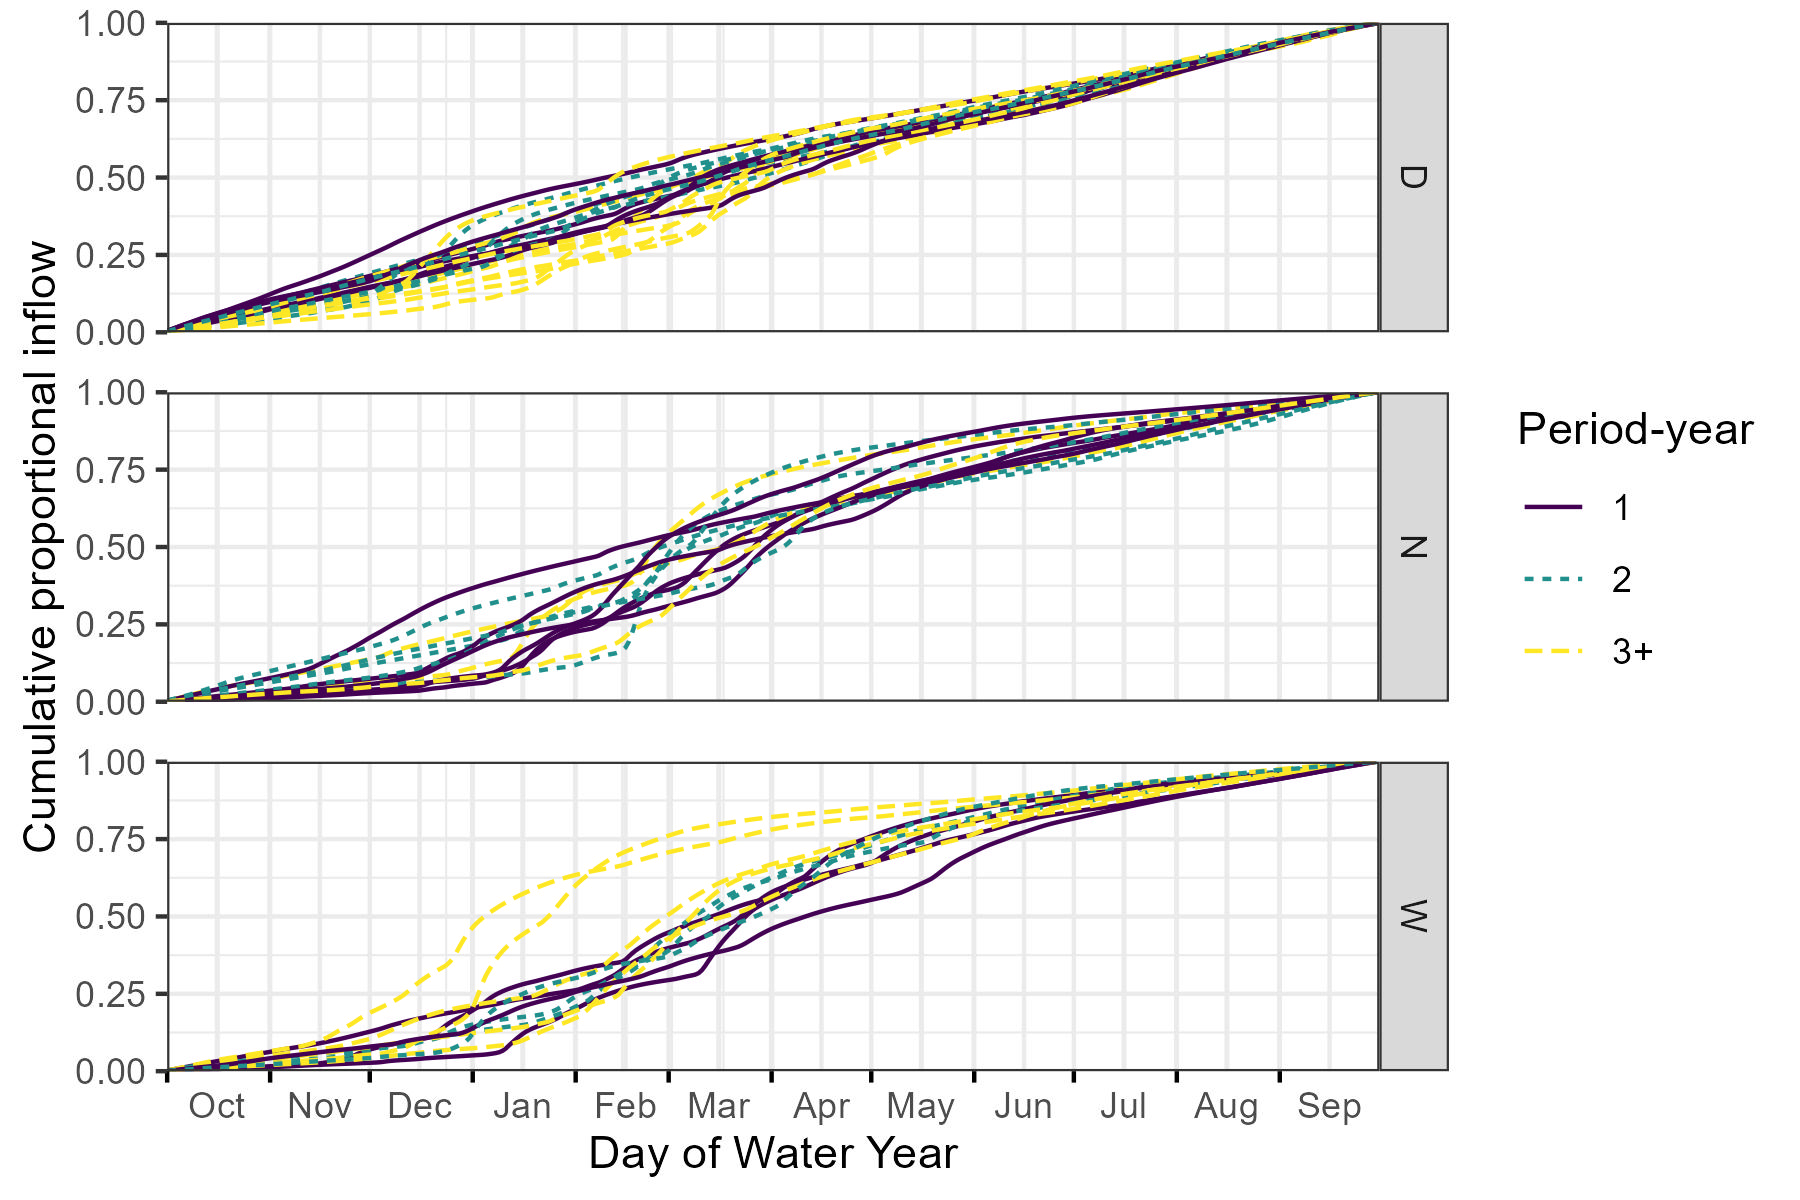 Cumulative proportional inflow
1.00
0.75
0.50
0.25
0.00
D
1.00
0.75
0.50
0.25
0.00
N
1.00
0.75
0.50
0.25
0.00
W
Oct Nov Dec Jan Feb Mar Apr May Jun Jul Aug Sep
Day of Water Year
Period-year
1
2
3+